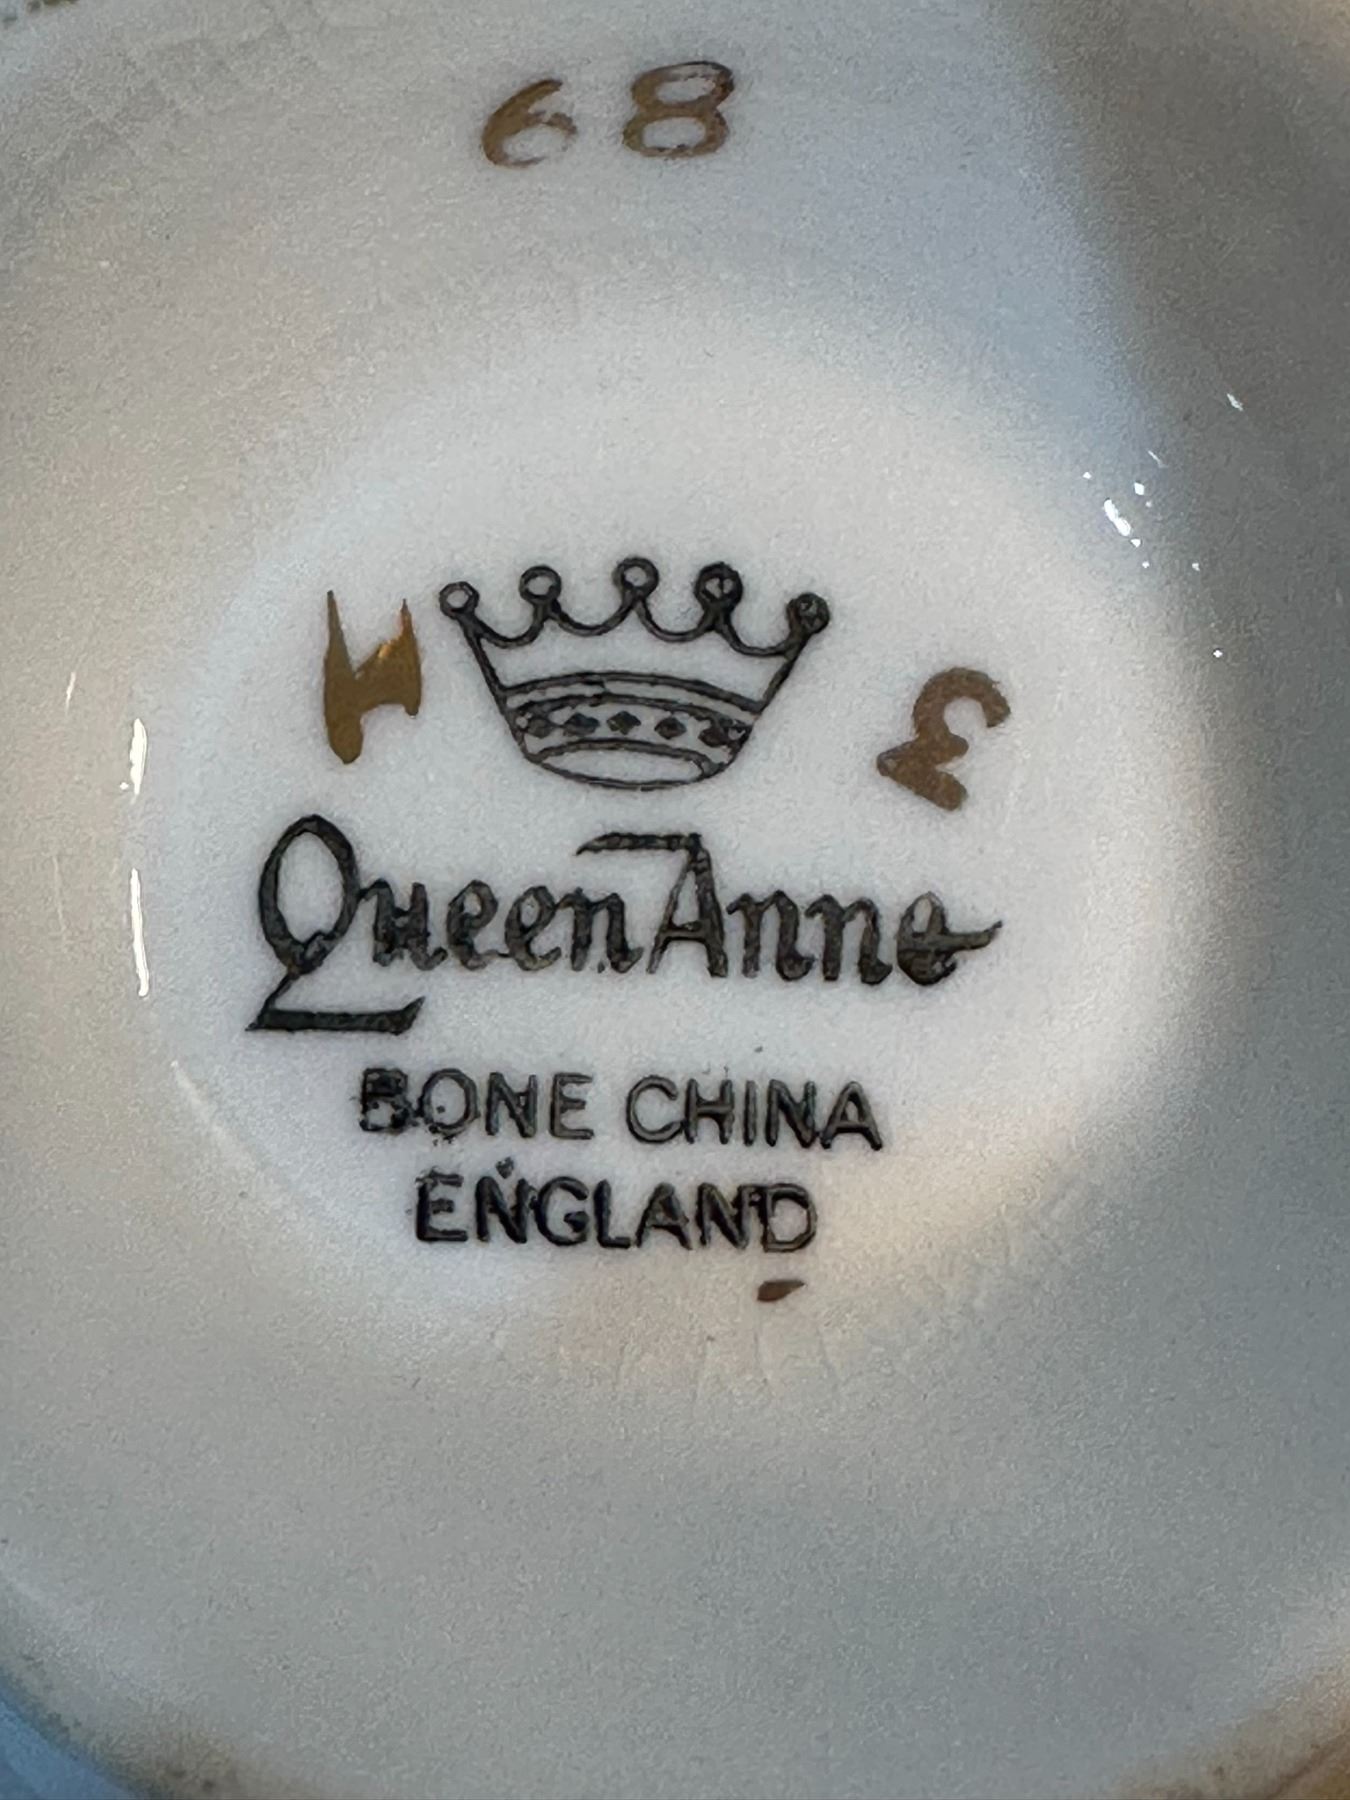 68
Queen Anne
BONE CHINA
ENGLAND